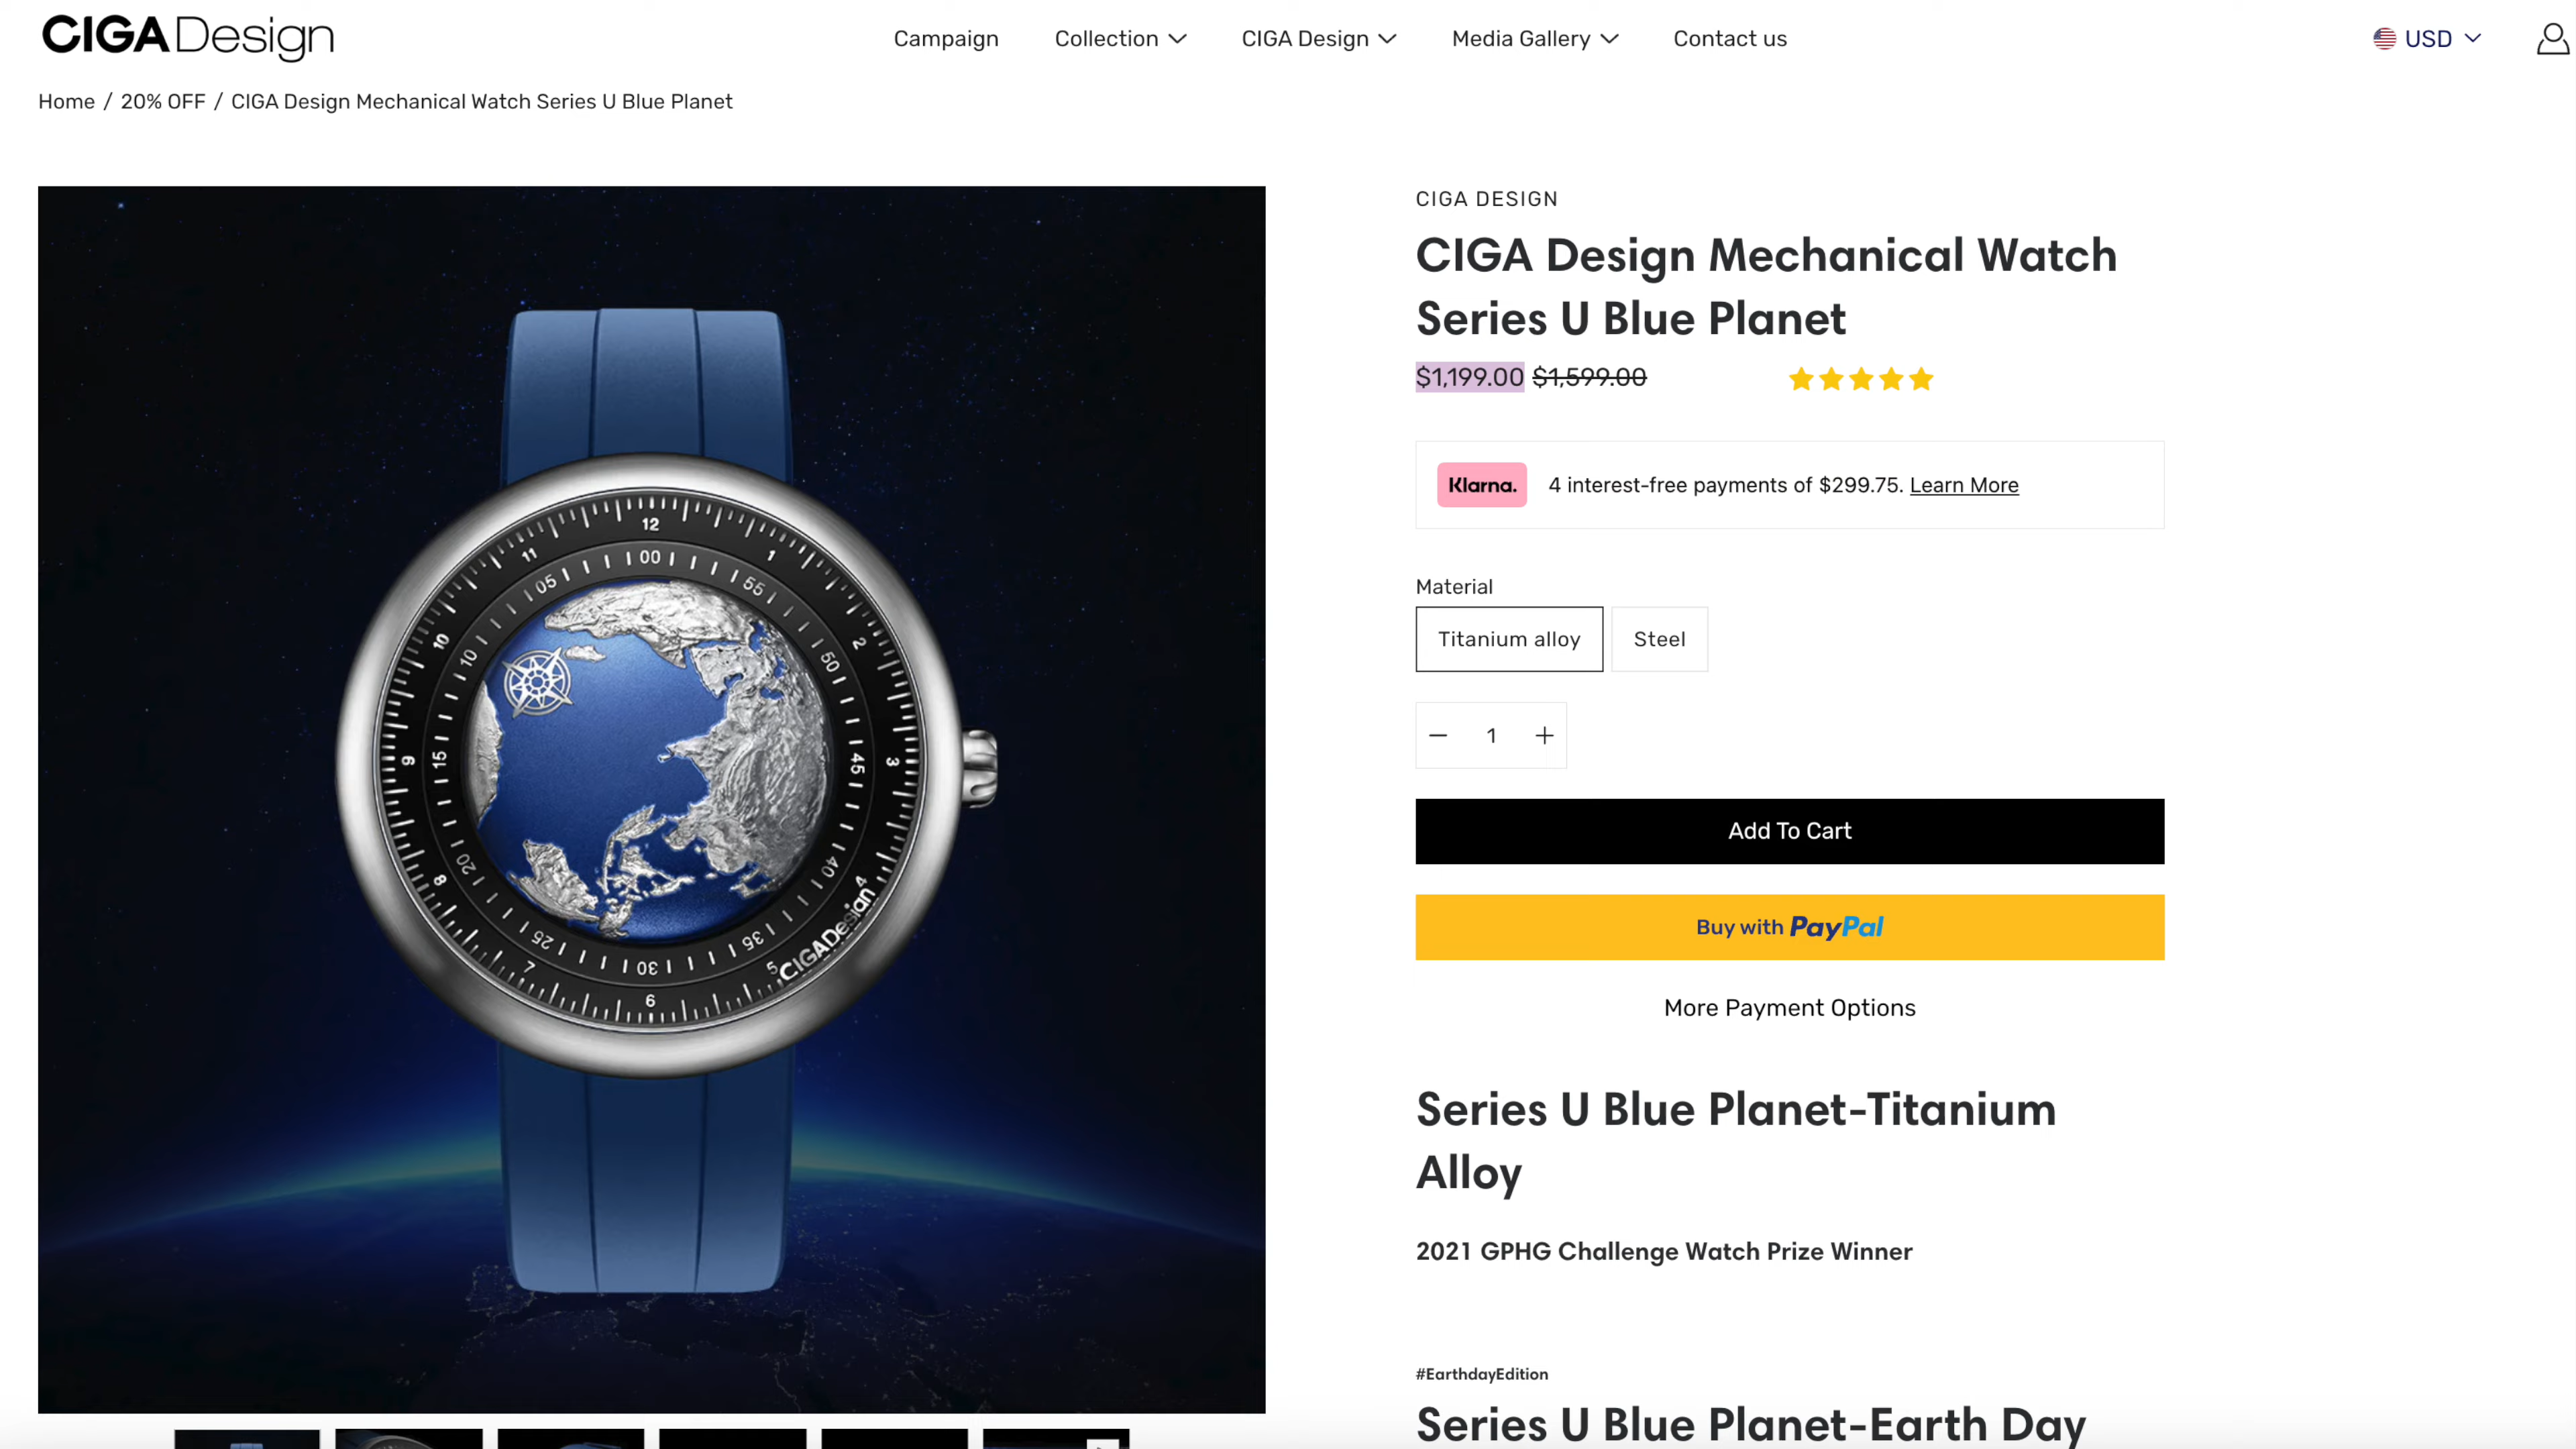 CIGA Design
Campaign
Collection
CIGA Design
Media Gallery
Contact us
USD
Home / 20% OFF / CIGA Design Mechanical Watch Series U Blue Planet
12
1
2
3
4
5
6
7
8
9
10
11
00
55
50
45
40
35
30
25
20
15
10
05
CIGA Design
CIGA DESIGN
CIGA Design Mechanical Watch
Series U Blue Planet
$1,199.00 $1,599.00
Klarna. 4 interest-free payments of $299.75. Learn More
Material
Titanium alloy
Steel
− 1 +
Add To Cart
Buy with PayPal
More Payment Options
Series U Blue Planet-Titanium
Alloy
2021 GPHG Challenge Watch Prize Winner
#EarthdayEdition
Series U Blue Planet-Earth Day